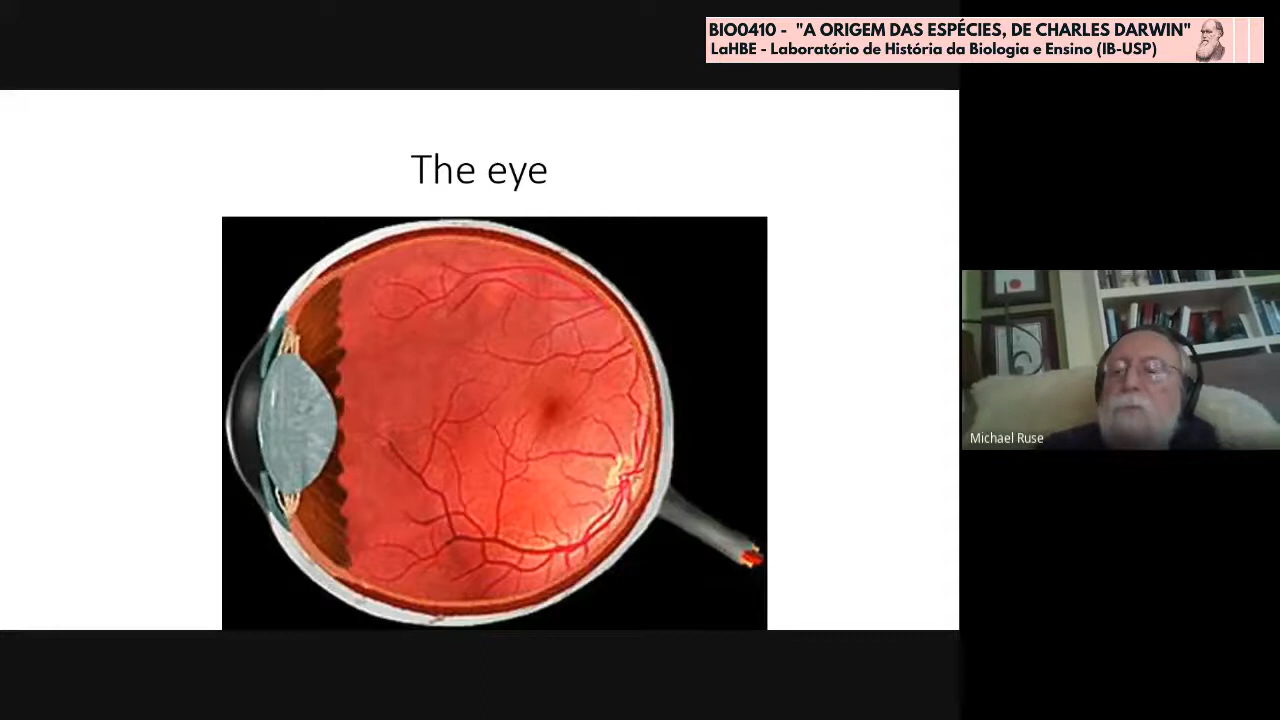 BIO0410 - "A ORIGEM DAS ESPÉCIES, DE CHARLES DARWIN"
LaHBE - Laboratório de História da Biologia e Ensino (IB-USP)
The eye
Michael Ruse